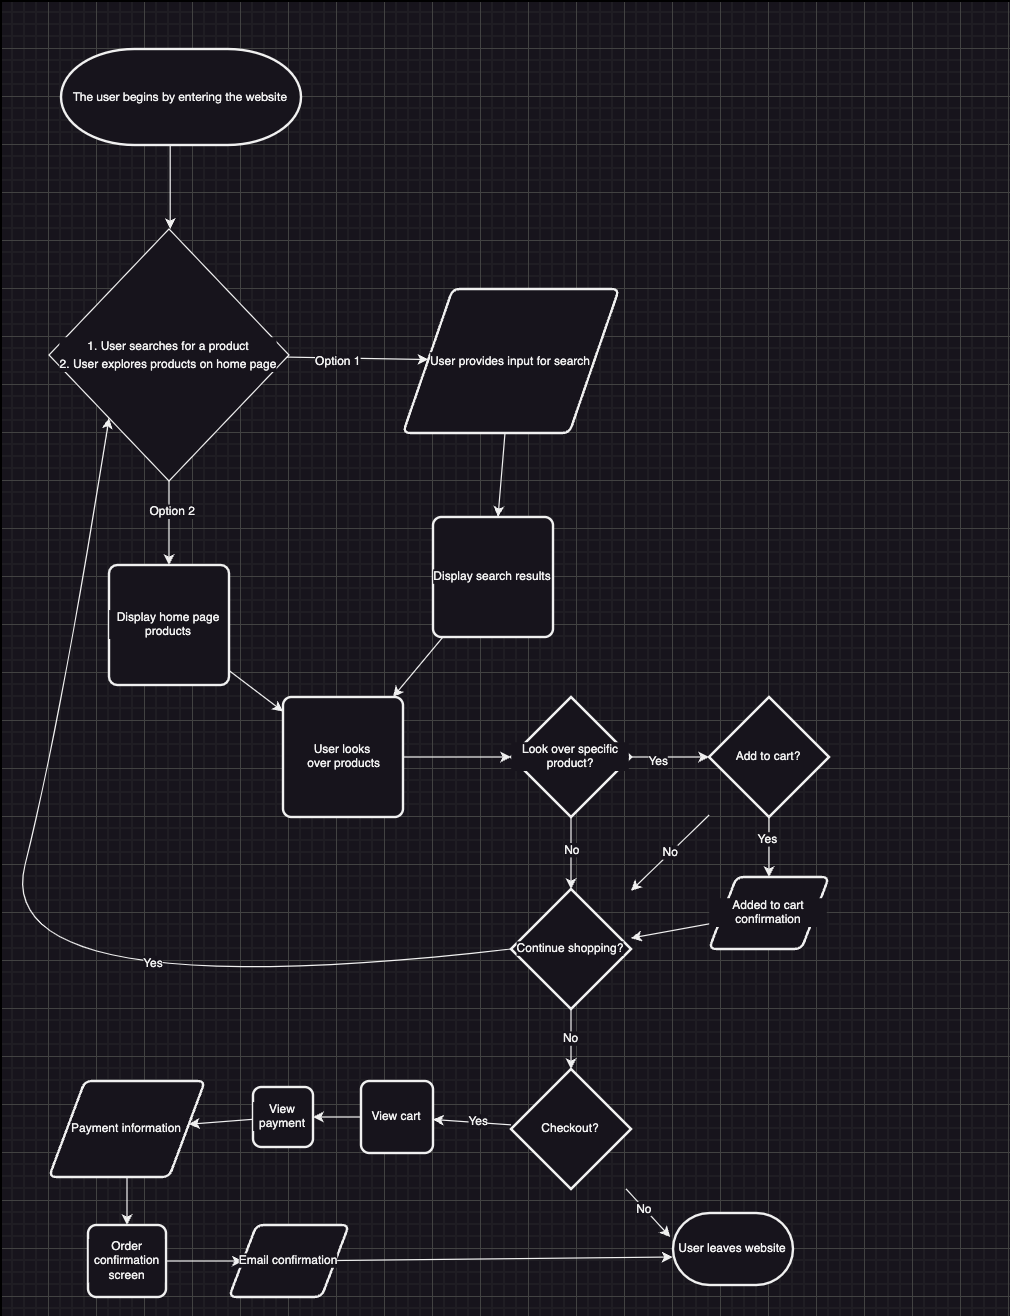 The user begins by entering the website
1. User searches for a product
2. User explores products on home page
Option 1
User provides input for search
Option 2
Display search results
Display home page
products
User looks
over products
Look over specific
product?
Yes
Add to cart?
No
No
Yes
Added to cart
confirmation
Continue shopping?
Yes
No
Checkout?
Yes
View cart
View
payment
Payment information
No
Order
confirmation
screen
Email confirmation
User leaves website